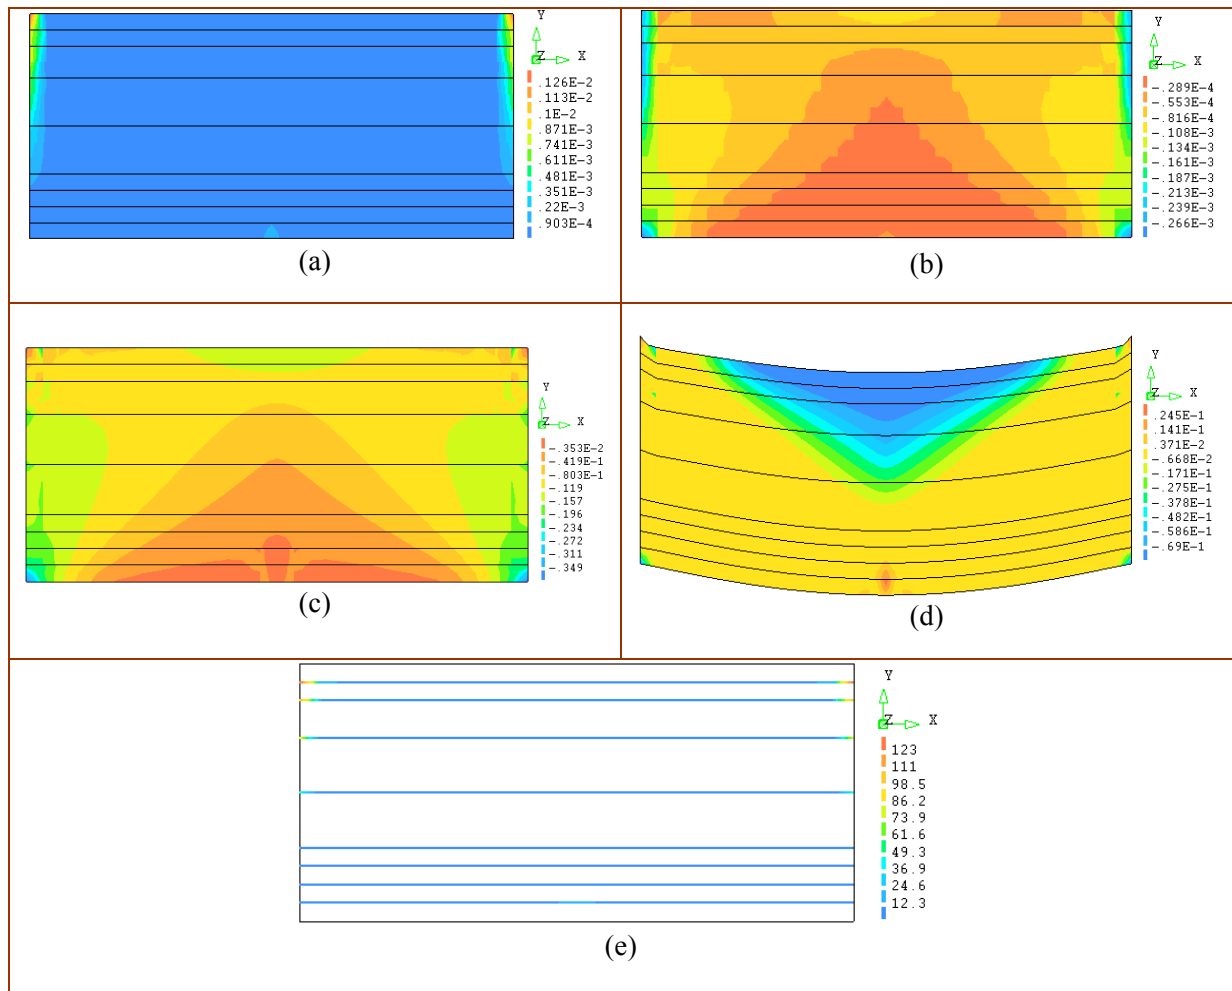 Y
Z X
.126E-2
.113E-2
.1E-2
.871E-3
.741E-3
.611E-3
.481E-3
.351E-3
.22E-3
.903E-4
(a)
Y
Z X
-.289E-4
-.553E-4
-.816E-4
-.108E-3
-.134E-3
-.161E-3
-.187E-3
-.213E-3
-.239E-3
-.266E-3
(b)
Y
Z X
-.353E-2
-.419E-1
-.803E-1
-.119
-.157
-.196
-.234
-.272
-.311
-.349
(c)
Y
Z X
.245E-1
.141E-1
.371E-2
-.668E-2
-.171E-1
-.275E-1
-.378E-1
-.482E-1
-.586E-1
-.69E-1
(d)
Y
Z X
123
111
98.5
86.2
73.9
61.6
49.3
36.9
24.6
12.3
(e)